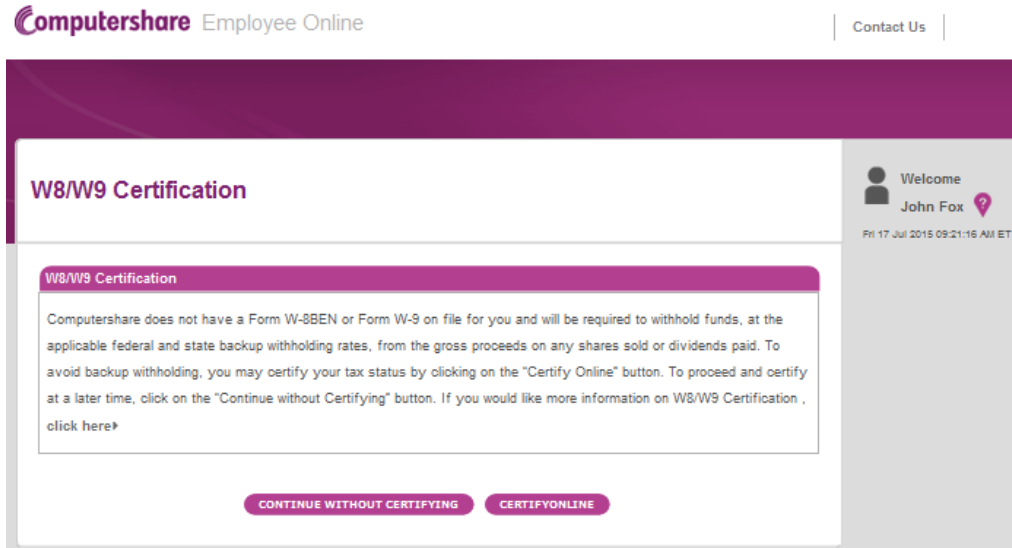 Computershare Employee Online
Contact Us
W8/W9 Certification
Welcome
John Fox
?
Fri 17 Jul 2015 09:21:16 AM ET
W8/W9 Certification
Computershare does not have a Form W-8BEN or Form W-9 on file for you and will be required to withhold funds, at the
applicable federal and state backup withholding rates, from the gross proceeds on any shares sold or dividends paid. To
avoid backup withholding, you may certify your tax status by clicking on the "Certify Online" button. To proceed and certify
at a later time, click on the "Continue without Certifying" button. If you would like more information on W8/W9 Certification ,
click here
CONTINUE WITHOUT CERTIFYING CERTIFYONLINE